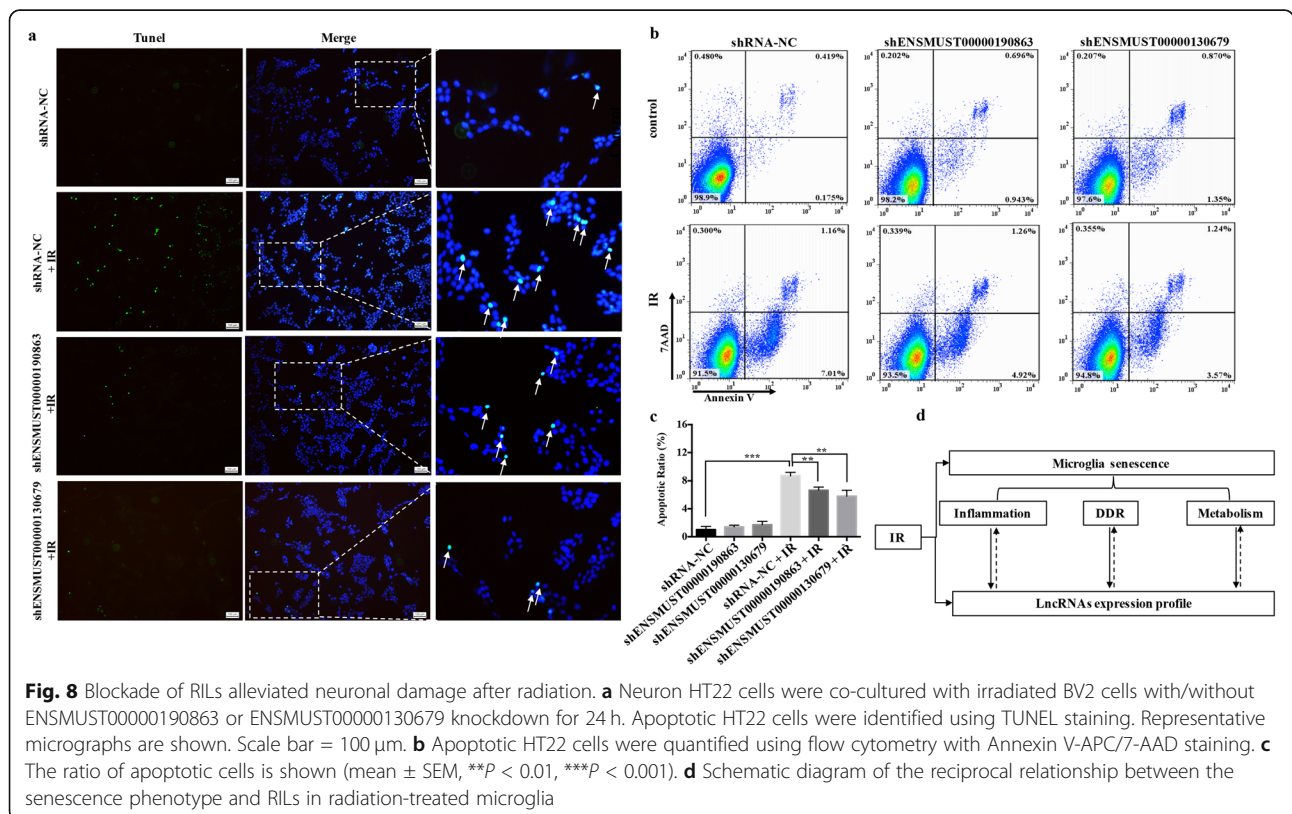 a
Tunel
Merge
shRNA-NC
shRNA-NC
+ IR
shENSMUST00000190863
+IR
shENSMUST00000130679
+IR
b
shRNA-NC
shENSMUST00000190863
shENSMUST00000130679
control
0.480%
0.419%
98.9%
0.175%
0.202%
0.696%
98.2%
0.943%
0.207%
0.870%
97.6%
1.35%
IR
0.300%
1.16%
91.5%
7.01%
0.339%
1.26%
93.5%
4.92%
0.355%
1.24%
94.8%
3.57%
10⁰ 10¹ 10² 10³ 10⁴
7AAD
Annexin V
c
Apoptotic Ratio (%)
16
12
8
4
0
***
**
**
shRNA-NC
shENSMUST00000190863
shENSMUST00000130679
shRNA-NC + IR
shENSMUST00000190863 + IR
shENSMUST00000130679 + IR
d
Microglia senescence
Inflammation
DDR
Metabolism
IR
LncRNAs expression profile
Fig. 8 Blockade of RILs alleviated neuronal damage after radiation. a Neuron HT22 cells were co-cultured with irradiated BV2 cells with/without
ENSMUST00000190863 or ENSMUST00000130679 knockdown for 24 h. Apoptotic HT22 cells were identified using TUNEL staining. Representative
micrographs are shown. Scale bar = 100 μm. b Apoptotic HT22 cells were quantified using flow cytometry with Annexin V-APC/7-AAD staining. c
The ratio of apoptotic cells is shown (mean ± SEM, **P < 0.01, ***P < 0.001). d Schematic diagram of the reciprocal relationship between the
senescence phenotype and RILs in radiation-treated microglia